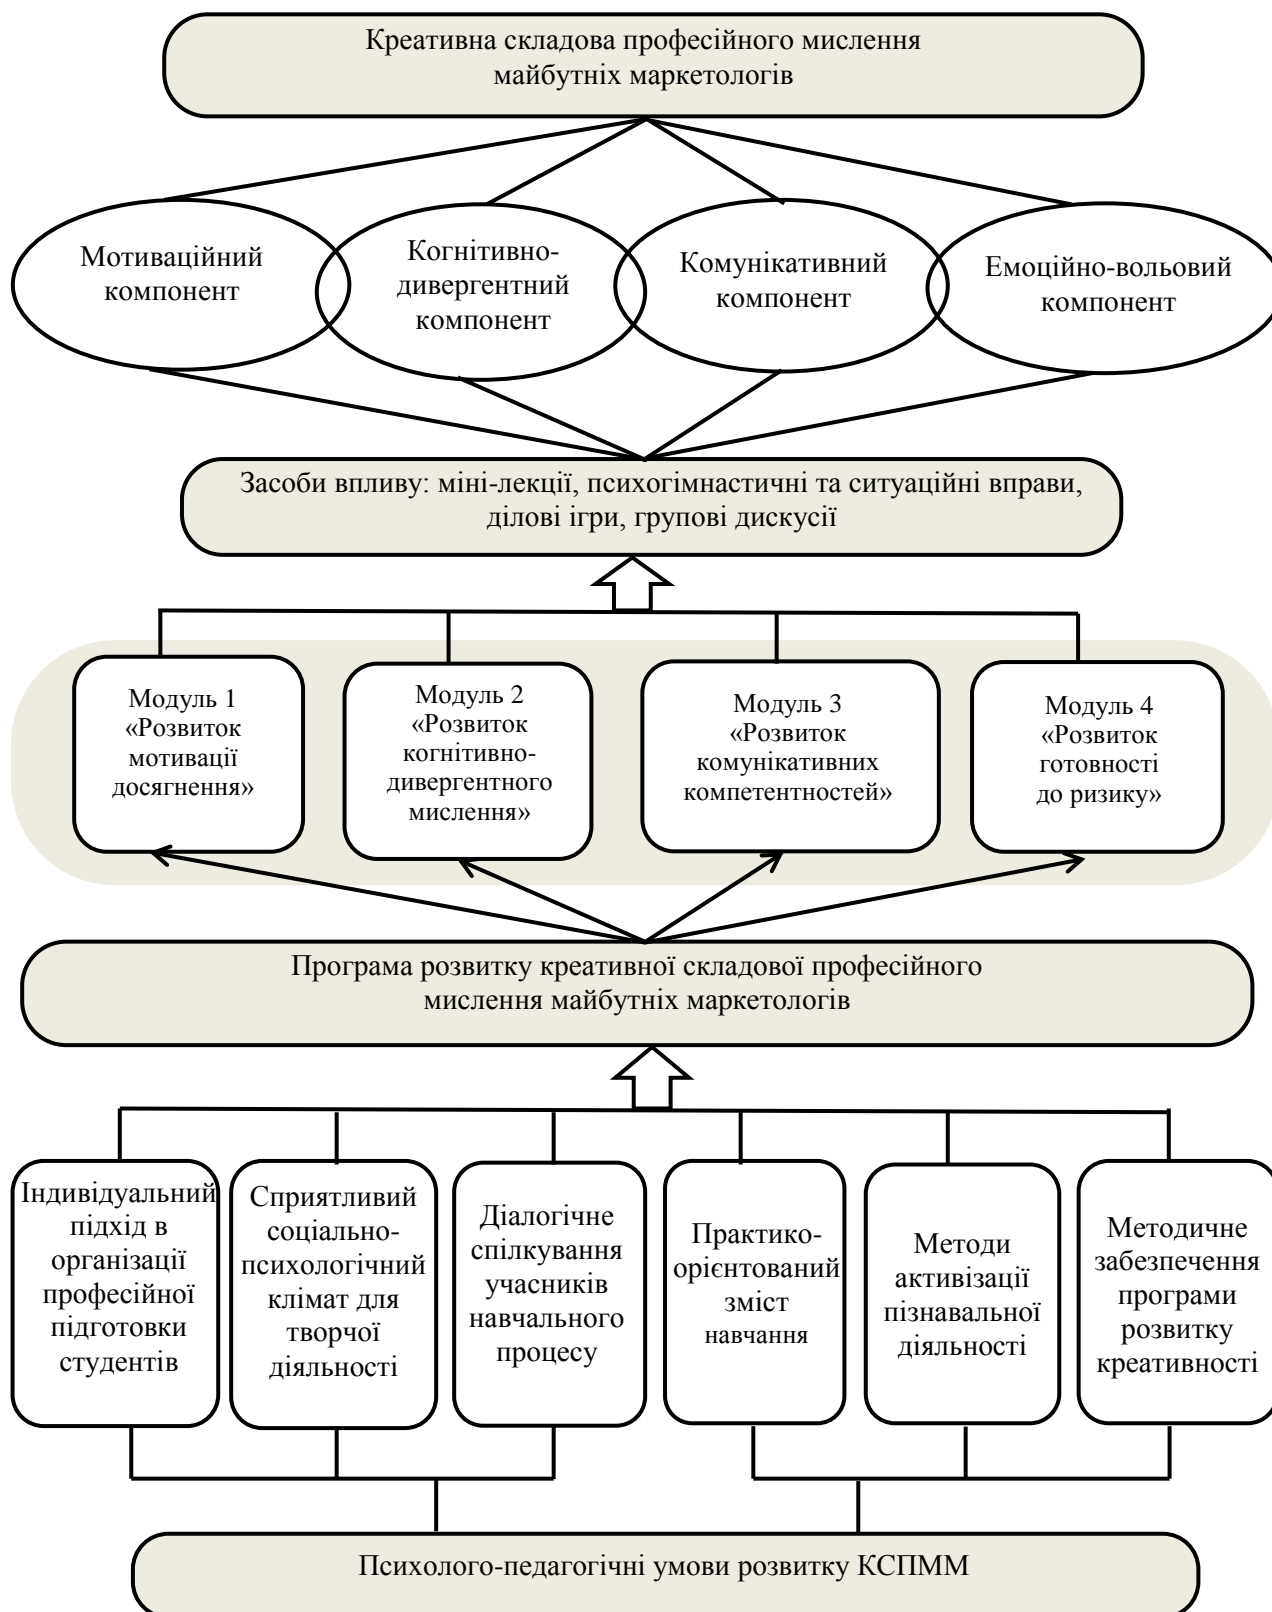 Креативна складова професійного мислення
майбутніх маркетологів
Мотиваційний
компонент
Когнітивно-
дивергентний
компонент
Комунікативний
компонент
Емоційно-вольовий
компонент
Засоби впливу: міні-лекції, психогімнастичні та ситуаційні вправи,
ділові ігри, групові дискусії
Модуль 1
«Розвиток
мотивації
досягнення»
Модуль 2
«Розвиток
когнітивно-
дивергентного
мислення»
Модуль 3
«Розвиток
комунікативних
компетентностей»
Модуль 4
«Розвиток
готовності
до ризику»
Програма розвитку креативної складової професійного
мислення майбутніх маркетологів
Індивідуальний
підхід в
організації
професійної
підготовки
студентів
Сприятливий
соціально-
психологічний
клімат для
творчої
діяльності
Діалогічне
спілкування
учасників
навчального
процесу
Практико-
орієнтований
зміст
навчання
Методи
активізації
пізнавальної
діяльності
Методичне
забезпечення
програми
розвитку
креативності
Психолого-педагогічні умови розвитку КСПММ